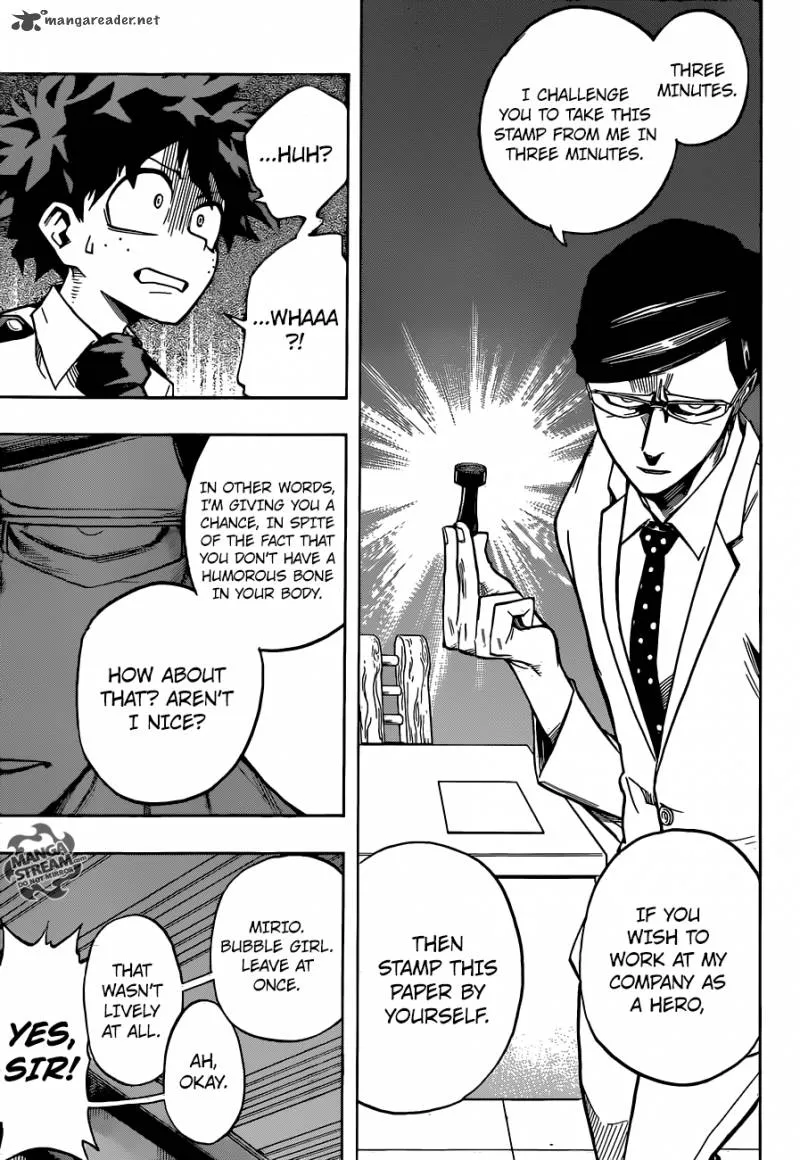 mangareader.net
THREE
MINUTES.
I CHALLENGE
YOU TO TAKE THIS
STAMP FROM ME IN
THREE MINUTES.
IF YOU
WISH TO
WORK AT MY
COMPANY AS
A HERO,
THEN
STAMP THIS
PAPER BY
YOURSELF.
...HUH?
...WHAAA
?!
IN OTHER WORDS,
I'M GIVING YOU A
CHANCE, IN SPITE
OF THE FACT THAT
YOU DON'T HAVE A
HUMOROUS BONE
IN YOUR BODY.
HOW ABOUT
THAT? AREN'T
I NICE?
MIRIO.
BUBBLE GIRL.
LEAVE AT
ONCE.
THAT
WASN'T
LIVELY
AT ALL.
AH,
OKAY.
YES,
SIR!
MANGA
STREAM.com
DO NOT MIRROR